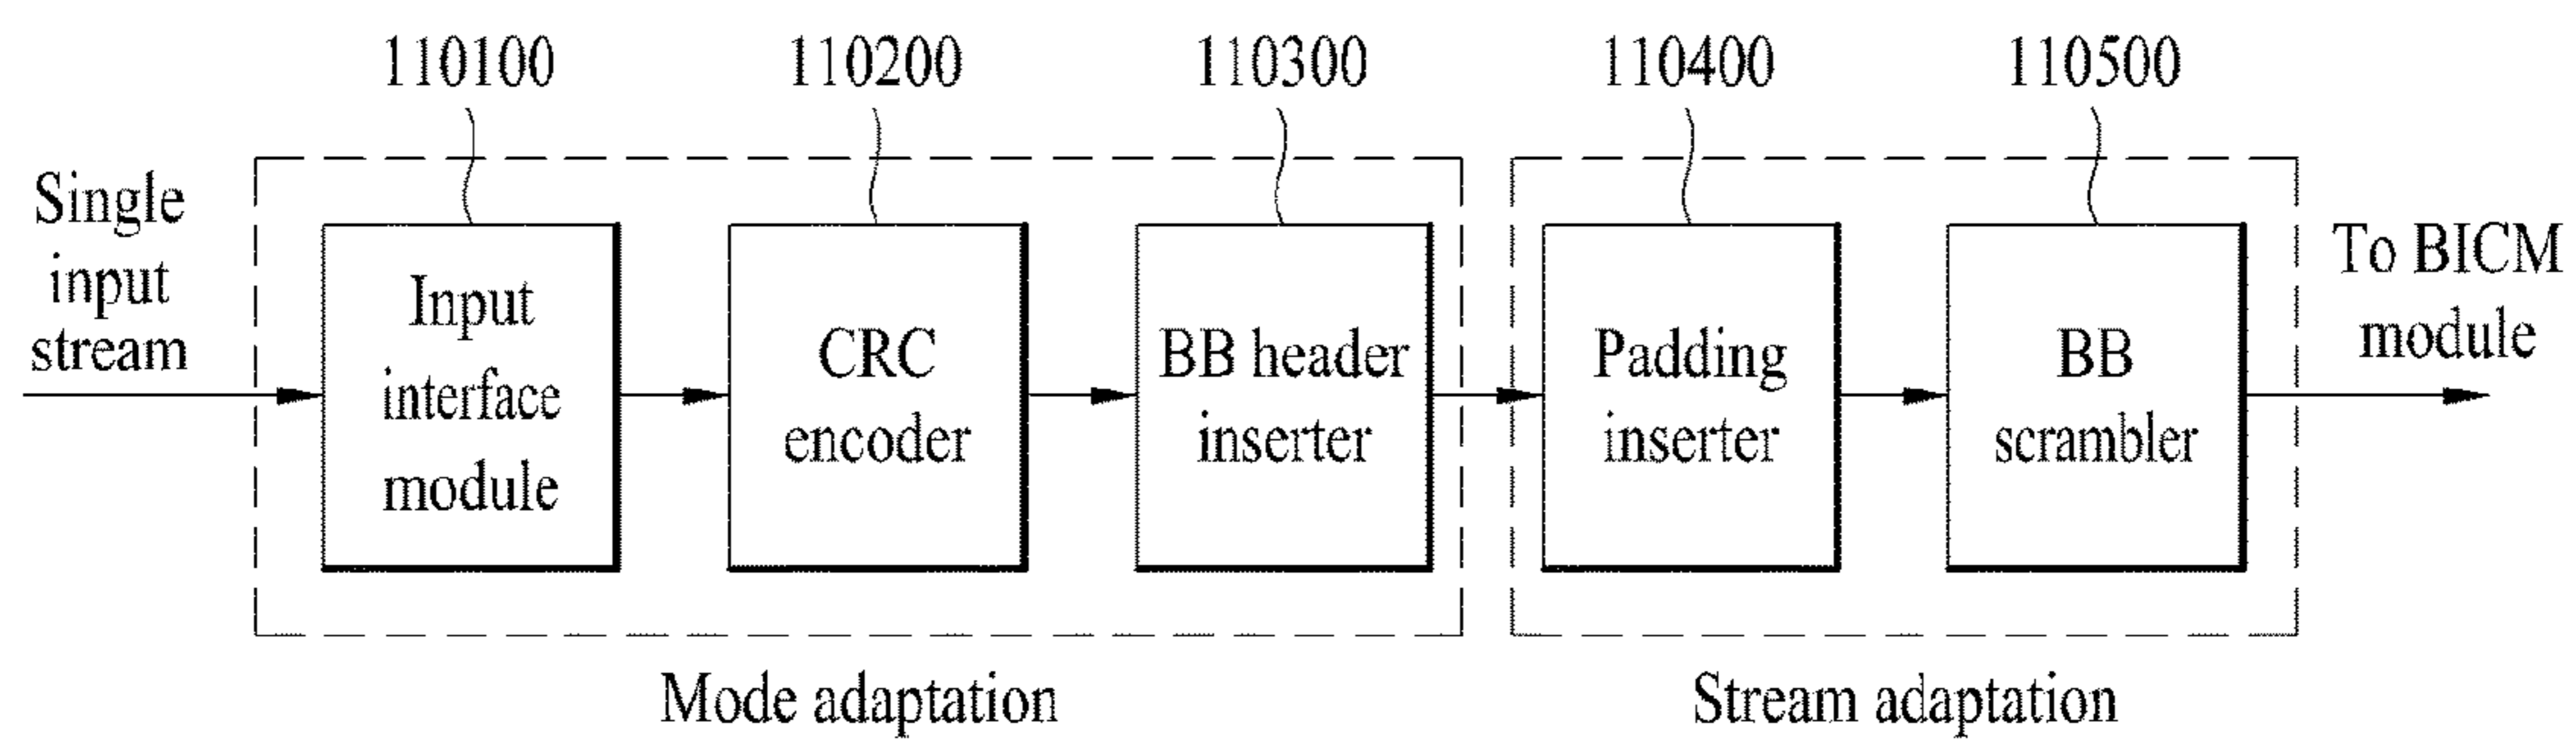 110100
110200
110300
110400
110500
Single
input
stream
Input
interface
module
CRC
encoder
BB header
inserter
Padding
inserter
BB
scrambler
To BICM
module
Mode adaptation
Stream adaptation